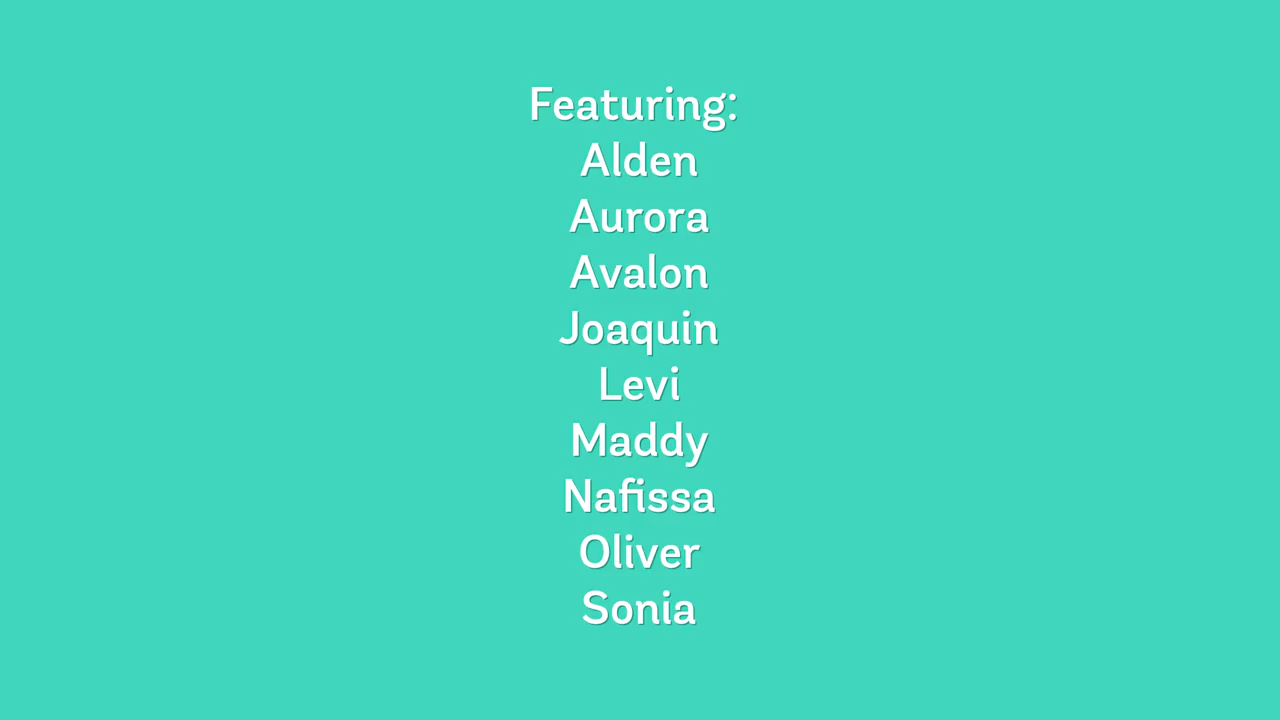 Featuring:
Alden
Aurora
Avalon
Joaquin
Levi
Maddy
Nafissa
Oliver
Sonia